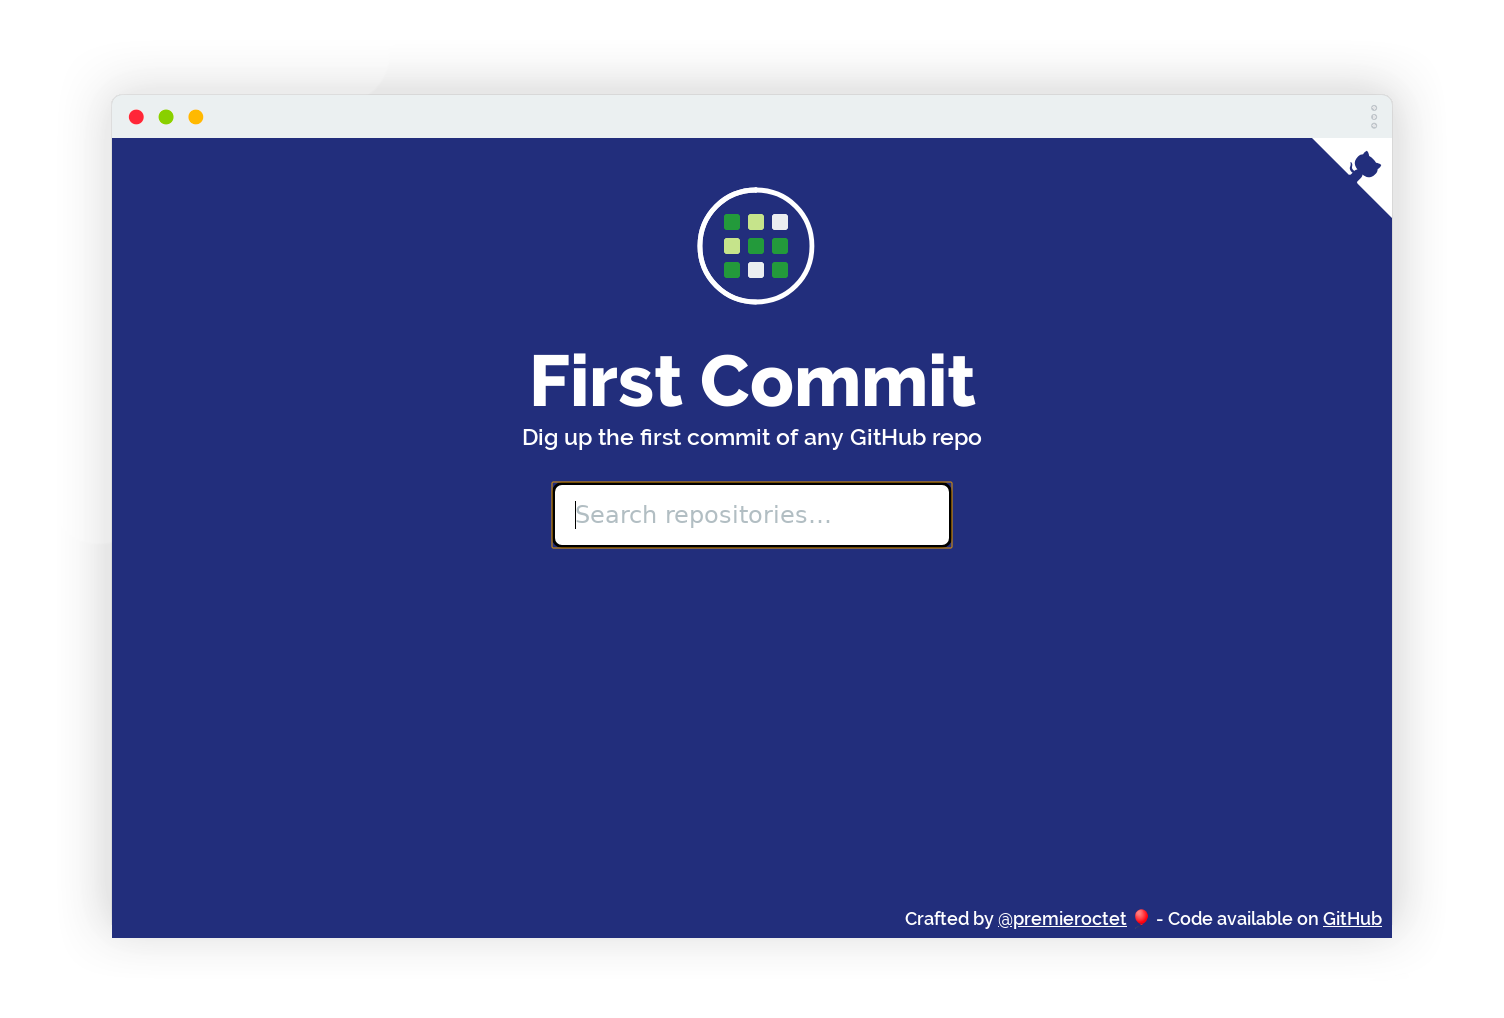 First Commit
Dig up the first commit of any GitHub repo
Search repositories...
Crafted by @premieroctet 🎈 - Code available on GitHub